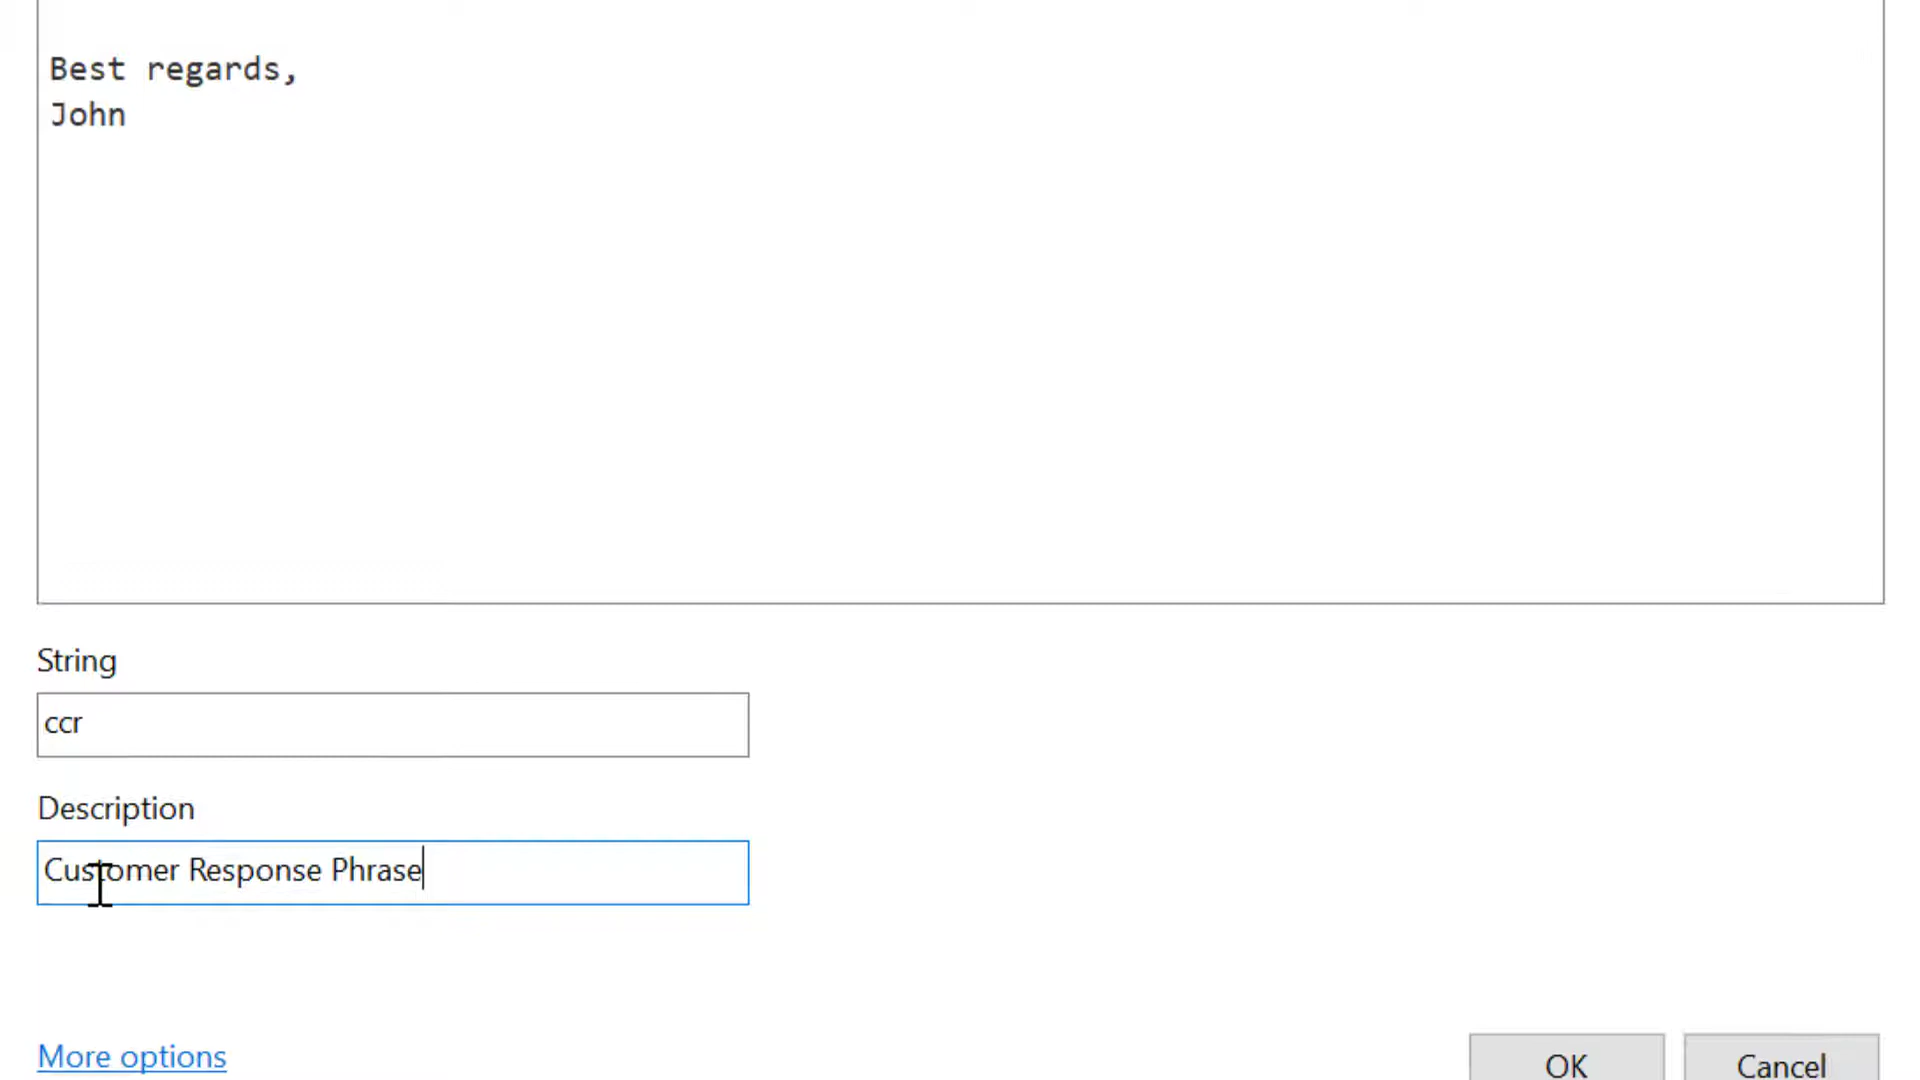 Best regards,
John
String
ccr
Description
Customer Response Phrase
More options
OK
Cancel